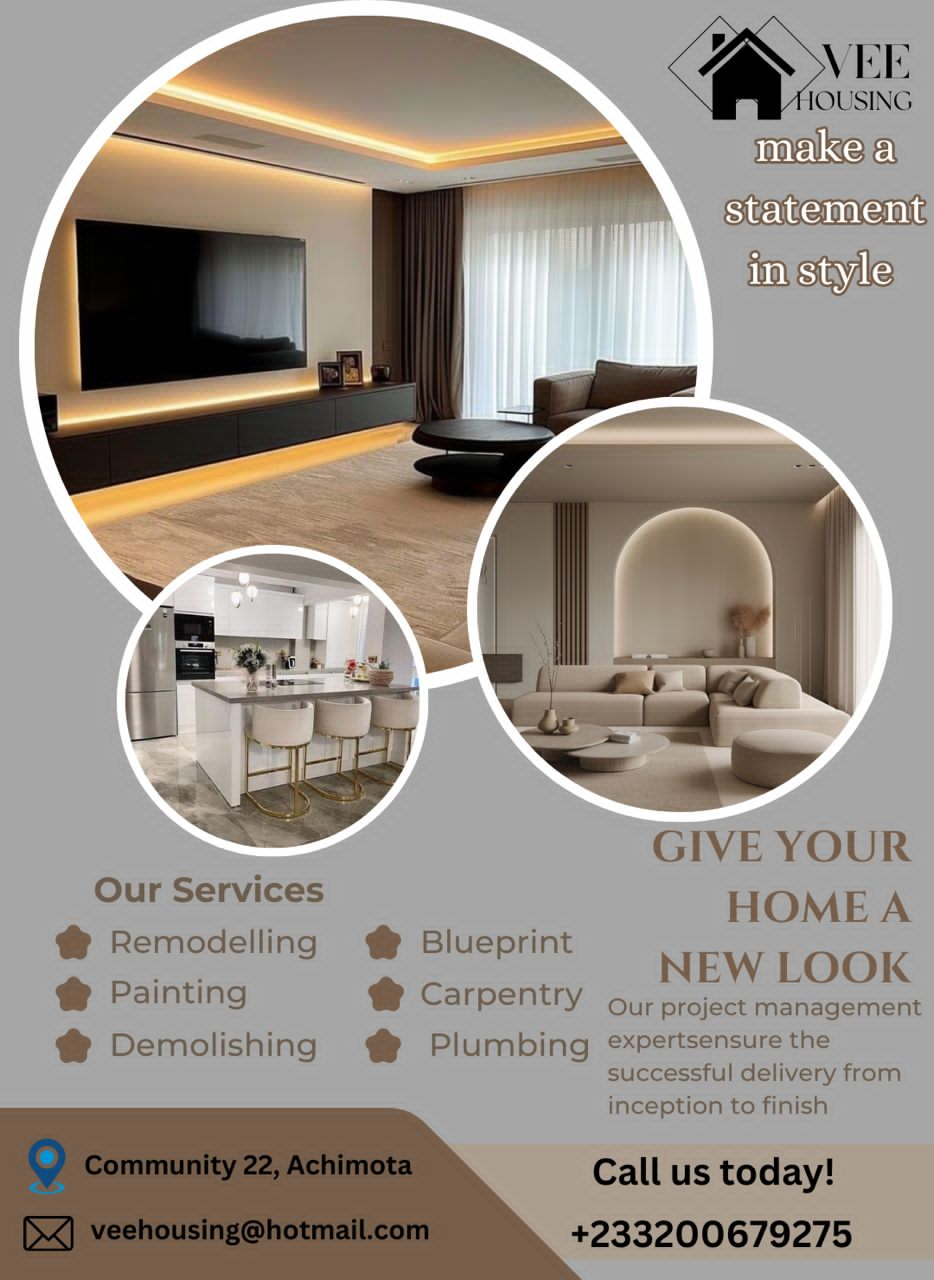 VEE
HOUSING
make a
statement
in style
GIVE YOUR
HOME A
NEW LOOK
Our project management
expertsensure the
successful delivery from
inception to finish
Our Services
Remodelling
Painting
Demolishing
Blueprint
Carpentry
Plumbing
Community 22, Achimota
veehousing@hotmail.com
Call us today!
+233200679275